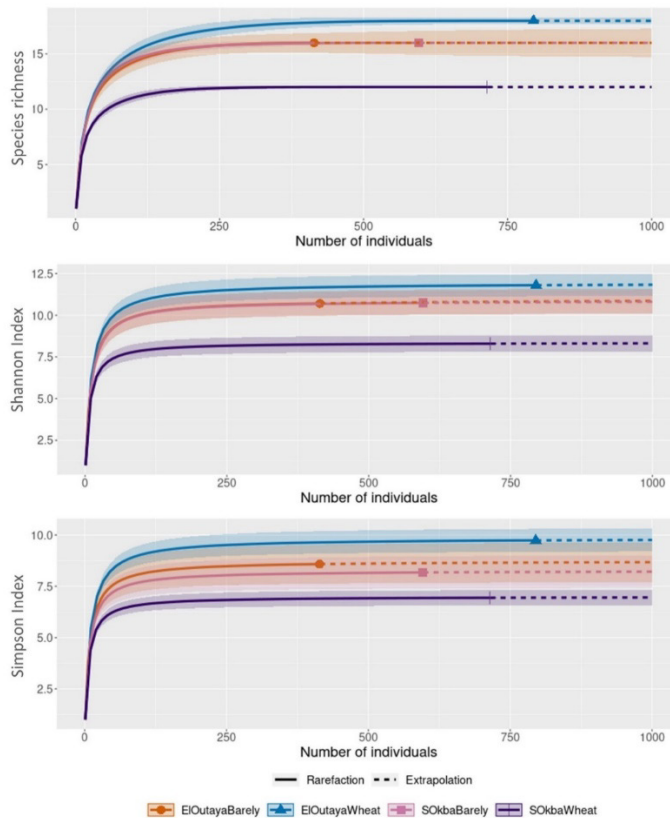 Species richness
15
10
5
0 250 500 750 1000
Number of individuals
Shannon Index
12.5
10.0
7.5
5.0
2.5
0 250 500 750 1000
Number of individuals
Simpson Index
10.0
7.5
5.0
2.5
0 250 500 750 1000
Number of individuals
Rarefaction Extrapolation
ElOutayaBarely ElOutayaWheat SOkbaBarely SOkbaWheat